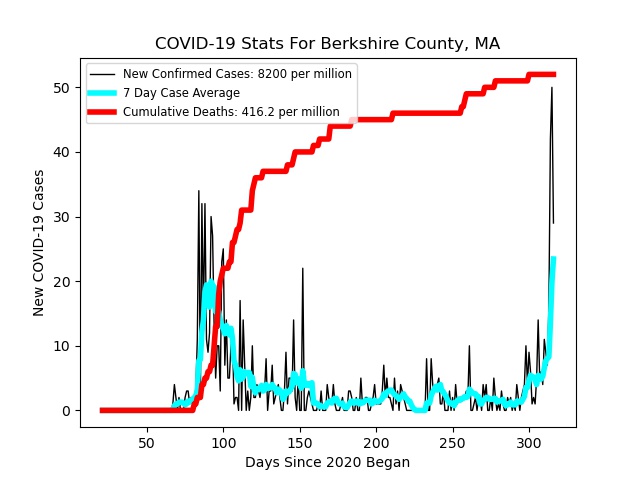 COVID-19 Stats For Berkshire County, MA
New Confirmed Cases: 8200 per million
7 Day Case Average
Cumulative Deaths: 416.2 per million
New COVID-19 Cases
50
40
30
20
10
0
50 100 150 200 250 300
Days Since 2020 Began